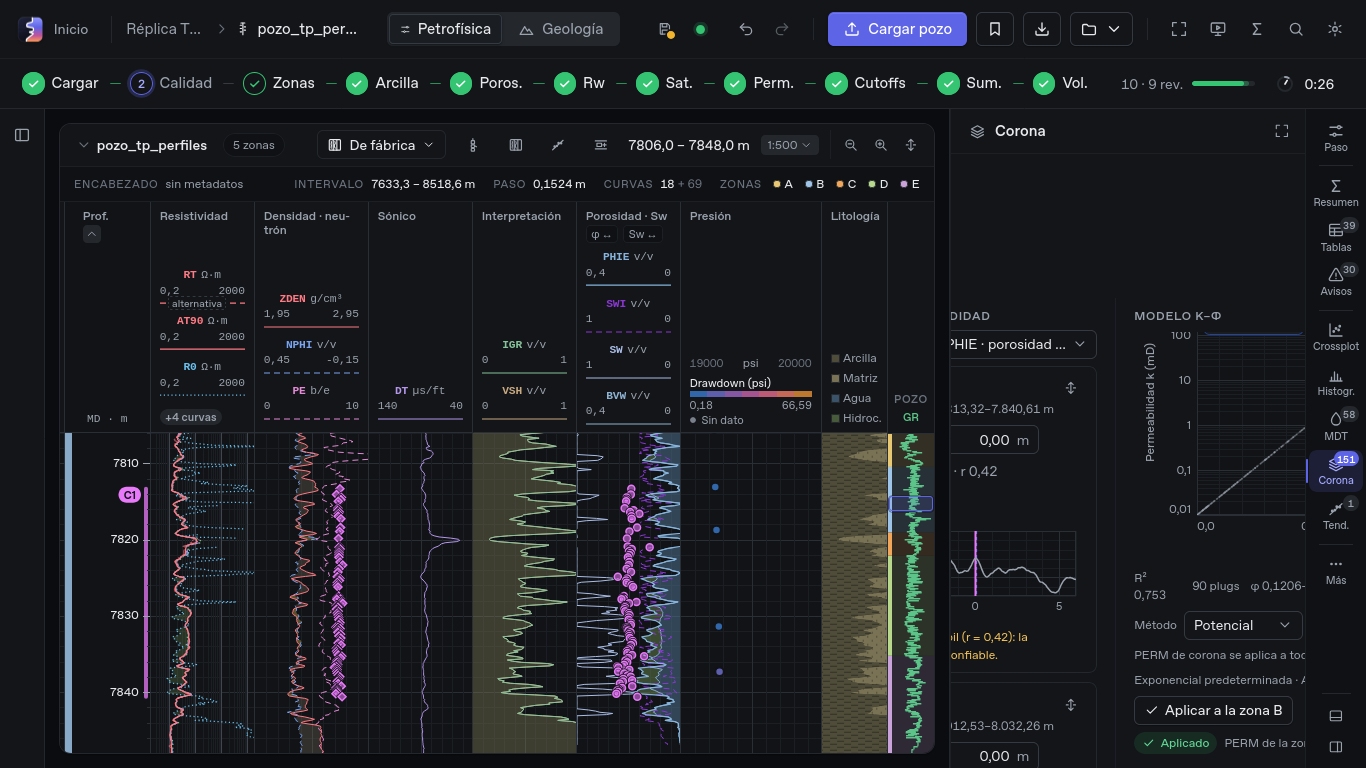 Inicio
Réplica T...
pozo_tp_per...
Petrofísica
Geología
Cargar pozo
Cargar
2
Calidad
Zonas
Arcilla
Poros.
Rw
Sat.
Perm.
Cutoffs
Sum.
Vol.
10 · 9 rev.
0:26
pozo_tp_perfiles
5 zonas
De fábrica
7806,0 – 7848,0 m
1:500
ENCABEZADO sin metadatos
INTERVALO 7633,3 – 8518,6 m
PASO 0,1524 m
CURVAS 18 + 69
ZONAS A B C D E
Prof.
MD · m
Resistividad
RT Ω·m
0,2 2000
alternativa
AT90 Ω·m
0,2 2000
R0 Ω·m
0,2 2000
+4 curvas
Densidad · neu-
trón
ZDEN g/cm³
1,95 2,95
NPHI v/v
0,45 -0,15
PE b/e
0 10
Sónico
DT µs/ft
140 40
Interpretación
IGR v/v
0 1
VSH v/v
0 1
Porosidad · Sw
φ ↔ Sw ↔
PHIE v/v
0,4 0
SWI v/v
1 0
SW v/v
1 0
BVW v/v
0,4 0
Presión
19000 psi 20000
Drawdown (psi)
0,18 66,59
Sin dato
Litología
Arcilla
Matriz
Agua
Hidroc.
POZO
GR
7810
C1
7820
7830
7840
Corona
DIDAD
PHIE · porosidad ...
13,32–7.840,61 m
0,00 m
· r 0,42
0 5
il (r = 0,42): la
onfiable.
12,53–8.032,26 m
0,00 m
MODELO K–Φ
Permeabilidad k (mD)
100
10
1
0,1
0,01
0,0
R²
0,753
90 plugs
φ 0,1206-
Método
Potencial
PERM de corona se aplica a toc
Exponencial predeterminada · A
Aplicar a la zona B
Aplicado
PERM de la zo
Paso
Resumen
39
Tablas
30
Avisos
Crossplot
Histogr.
58
MDT
151
Corona
1
Tend.
Más